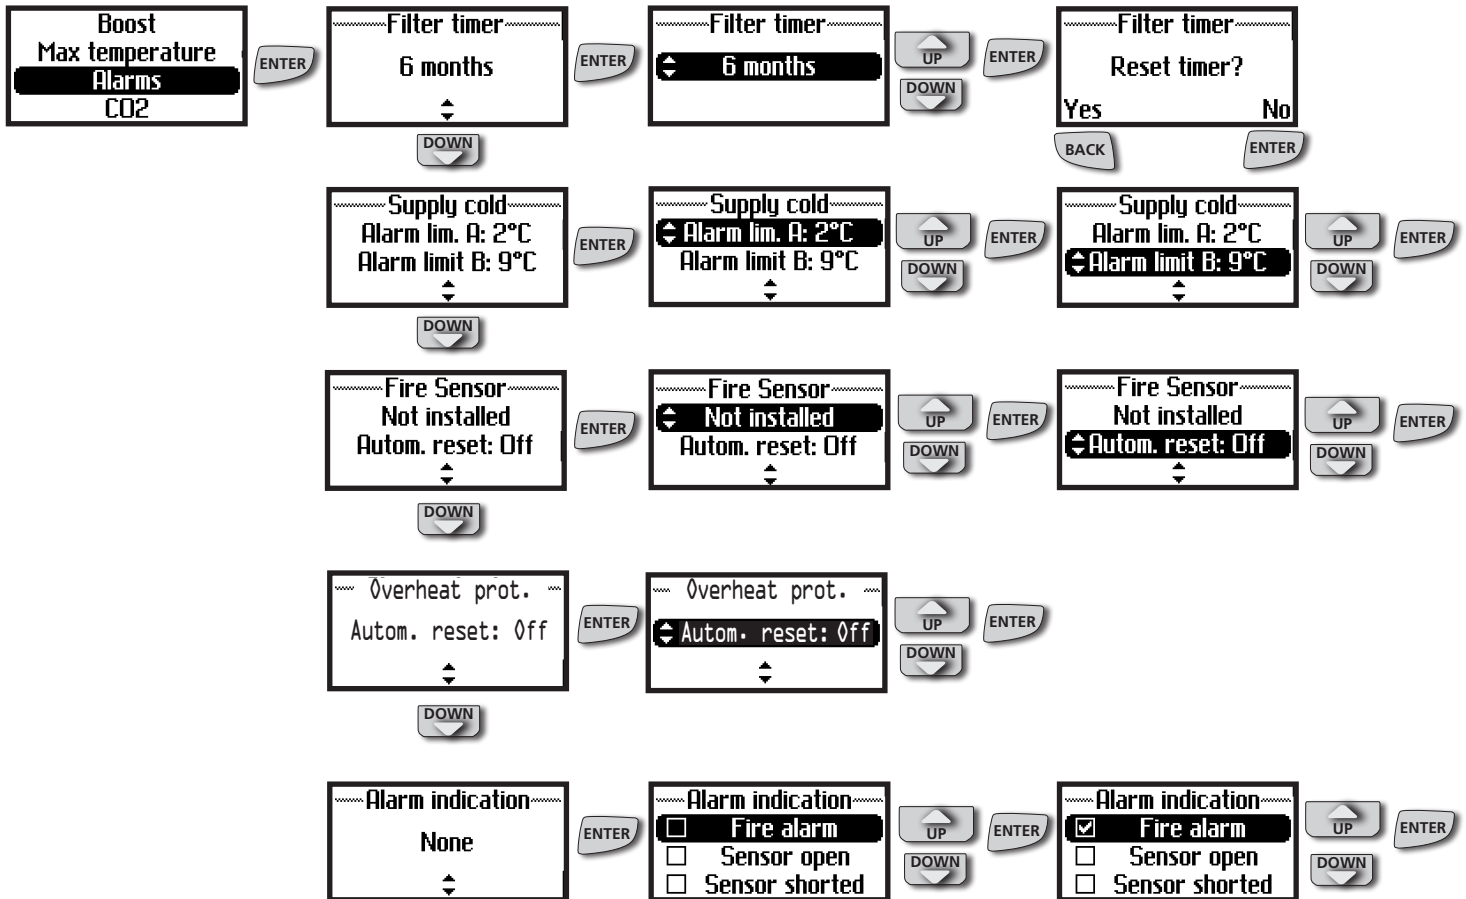 Boost
Max temperature
Alarms
CO2
ENTER
Filter timer
6 months
DOWN
ENTER
Filter timer
6 months
UP
DOWN
ENTER
Filter timer
Reset timer?
Yes No
BACK
ENTER
Supply cold
Alarm lim. A: 2°C
Alarm limit B: 9°C
DOWN
ENTER
Supply cold
Alarm lim. A: 2°C
Alarm limit B: 9°C
UP
DOWN
ENTER
Supply cold
Alarm lim. A: 2°C
Alarm limit B: 9°C
UP
DOWN
ENTER
Fire Sensor
Not installed
Autom. reset: Off
DOWN
ENTER
Fire Sensor
Not installed
Autom. reset: Off
UP
DOWN
ENTER
Fire Sensor
Not installed
Autom. reset: Off
UP
DOWN
ENTER
Overheat prot.
Autom. reset: Off
DOWN
ENTER
Overheat prot.
Autom. reset: Off
UP
DOWN
ENTER
Alarm indication
None
ENTER
Alarm indication
Fire alarm
Sensor open
Sensor shorted
UP
DOWN
ENTER
Alarm indication
Fire alarm
Sensor open
Sensor shorted
UP
DOWN
ENTER